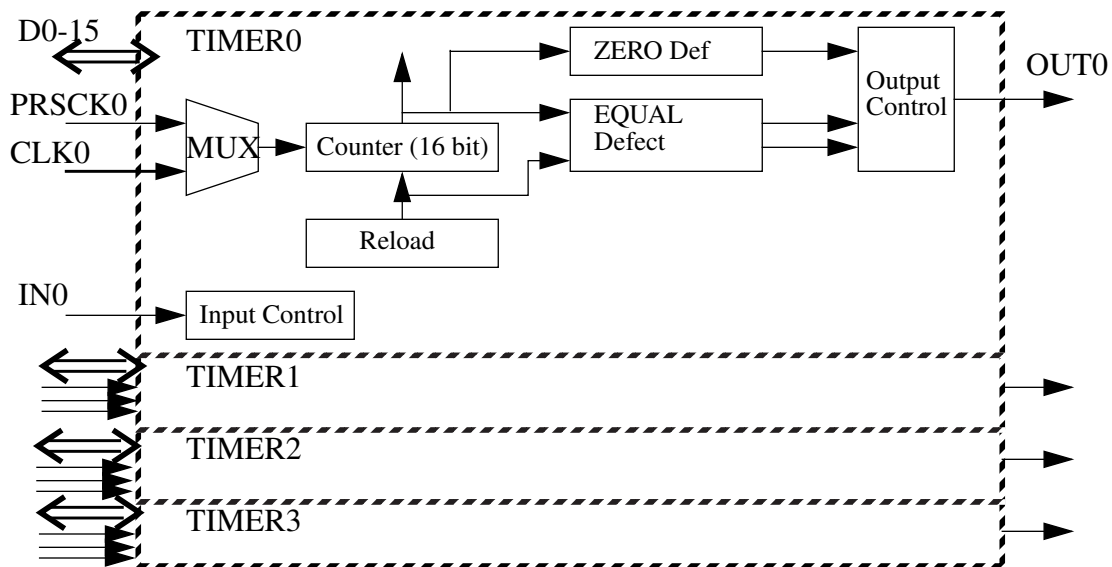 D0-15
TIMER0
ZERO Def
OUT0
Output
Control
PRSCK0
EQUAL
Defect
MUX
Counter (16 bit)
CLK0
Reload
IN0
Input Control
TIMER1
TIMER2
TIMER3